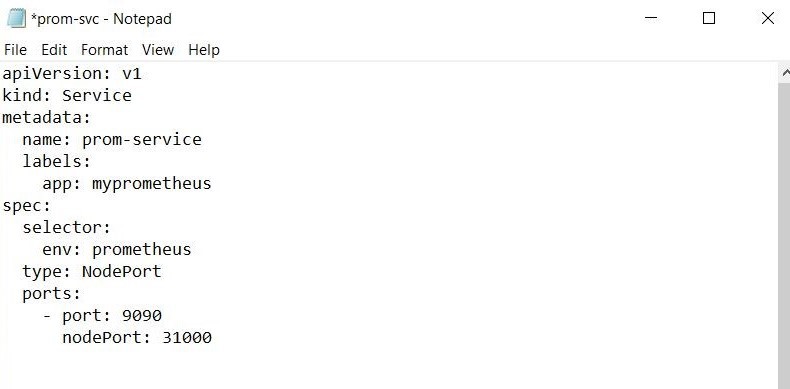 *prom-svc - Notepad
File Edit Format View Help
apiVersion: v1
kind: Service
metadata:
  name: prom-service
  labels:
    app: myprometheus
spec:
  selector:
    env: prometheus
  type: NodePort
  ports:
    - port: 9090
      nodePort: 31000